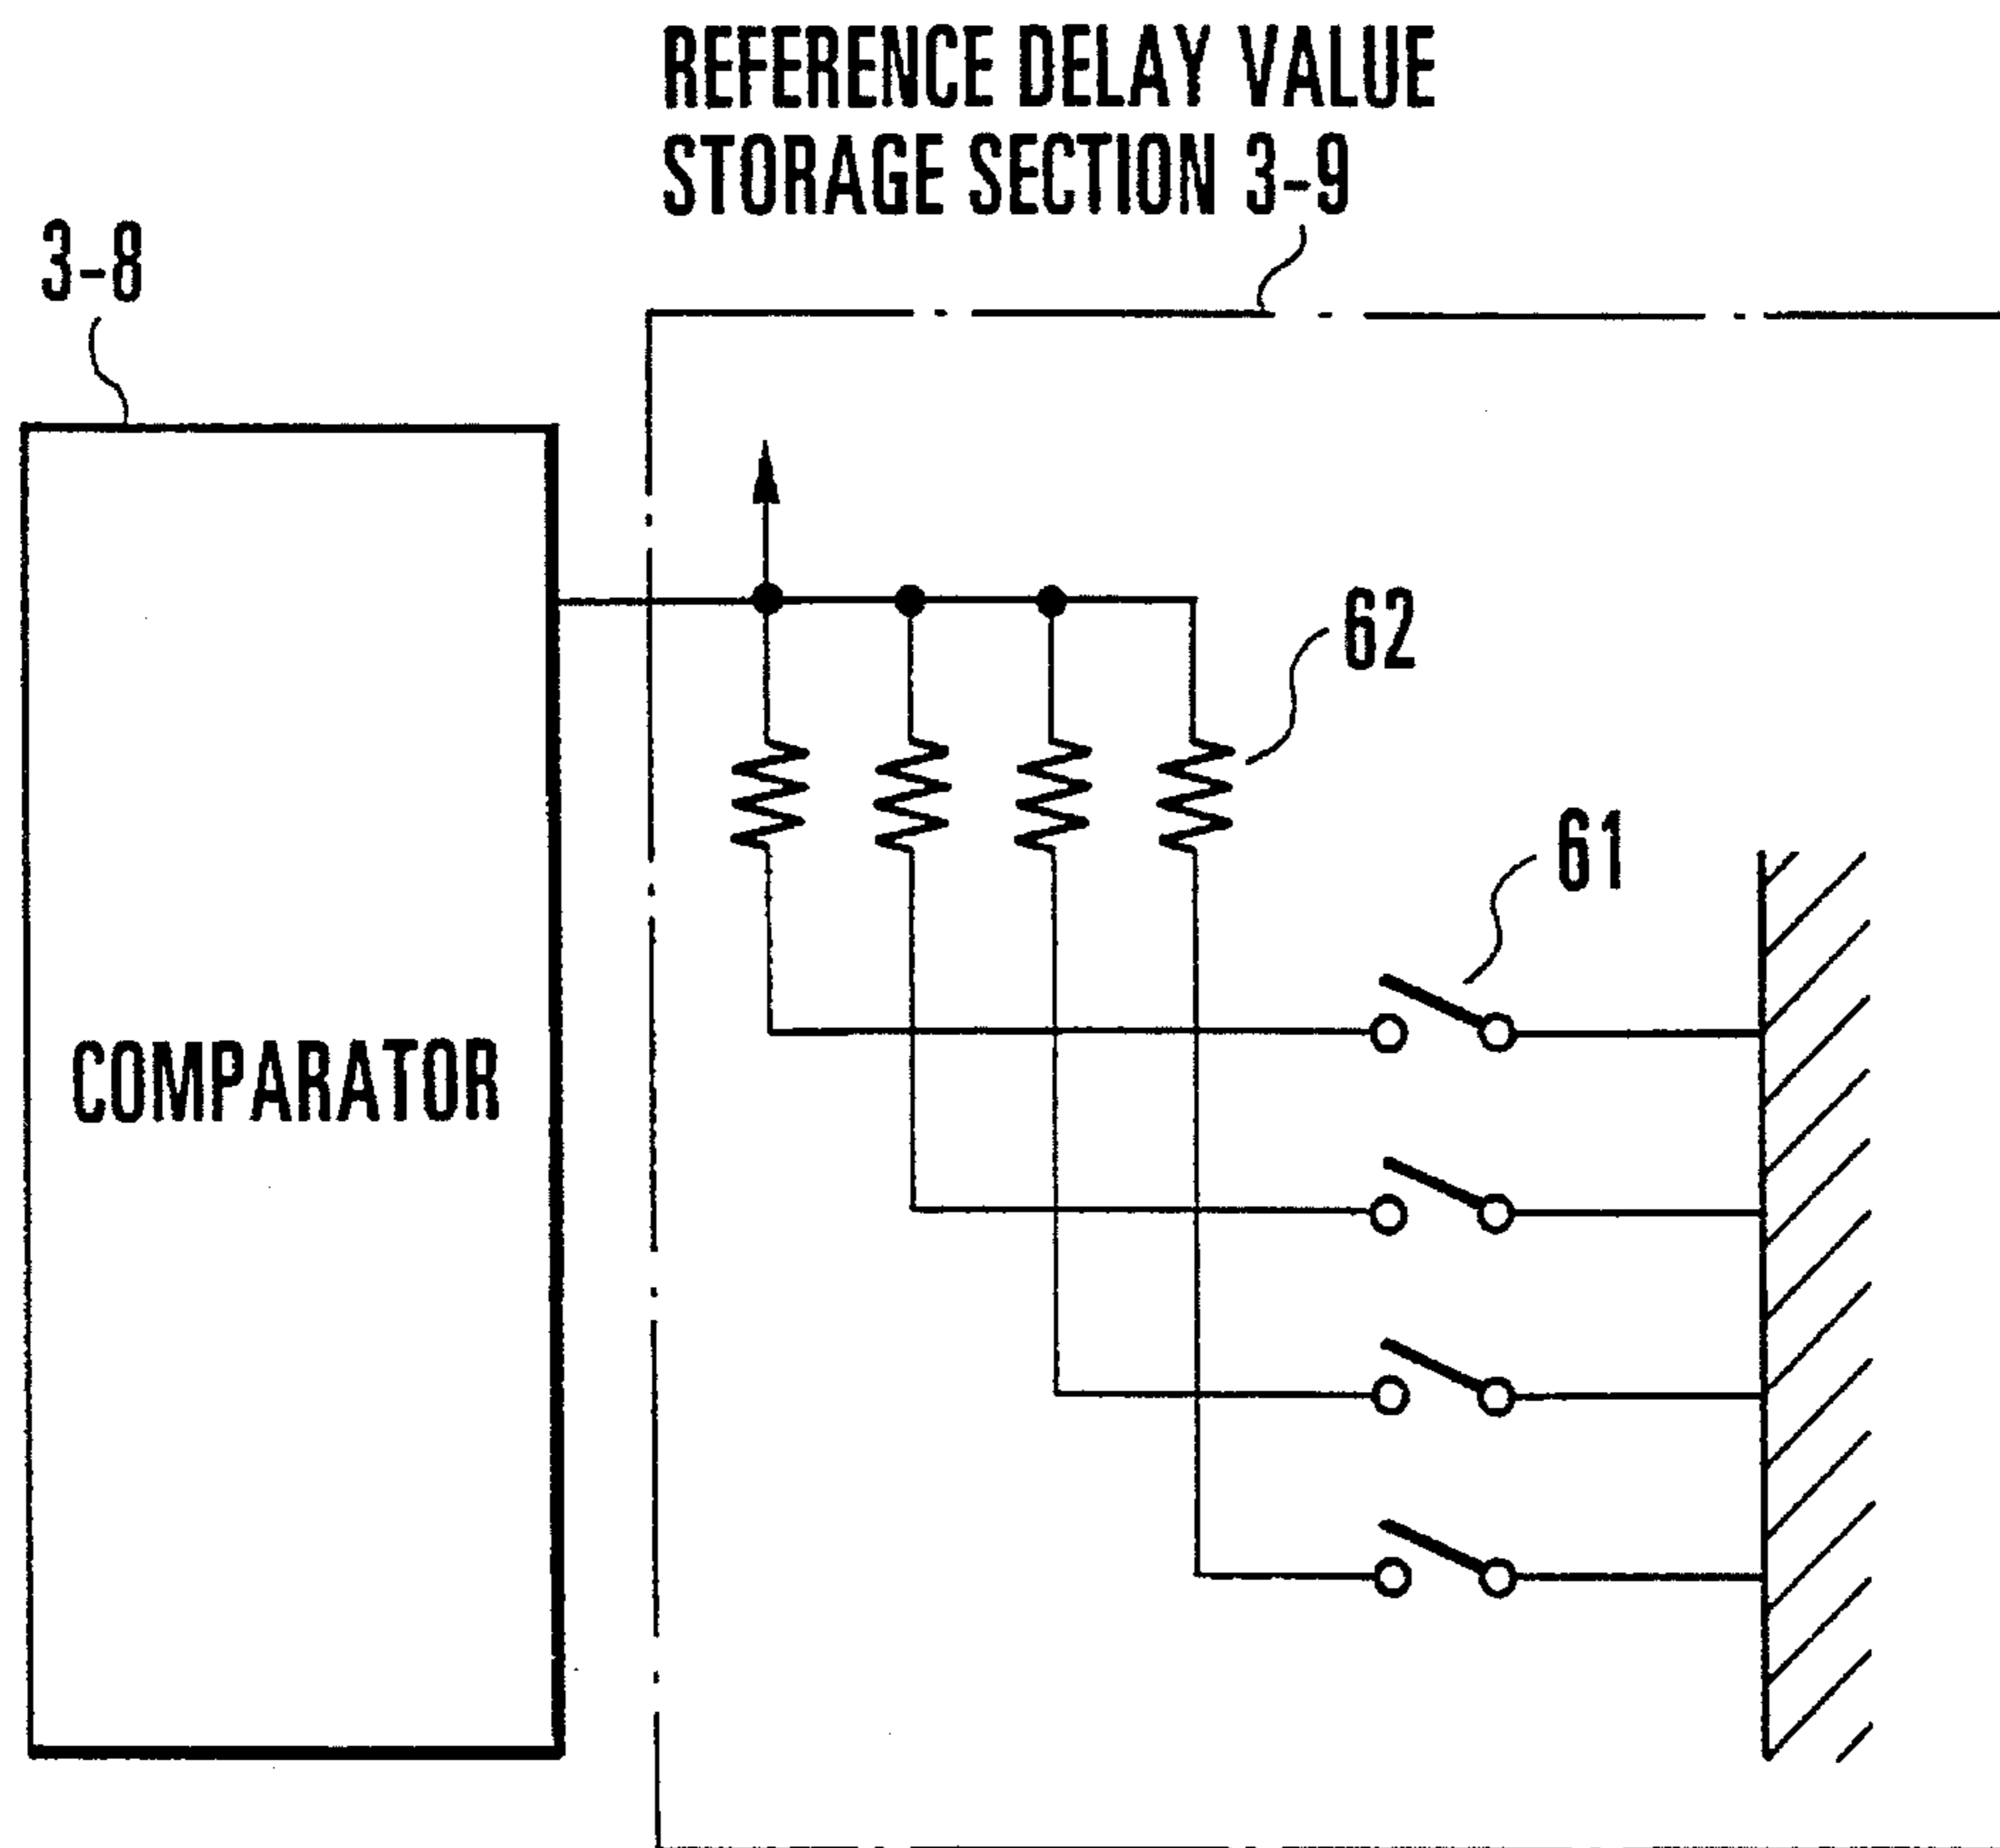 REFERENCE DELAY VALUE
STORAGE SECTION 3-9
3-8
62
61
COMPARATOR